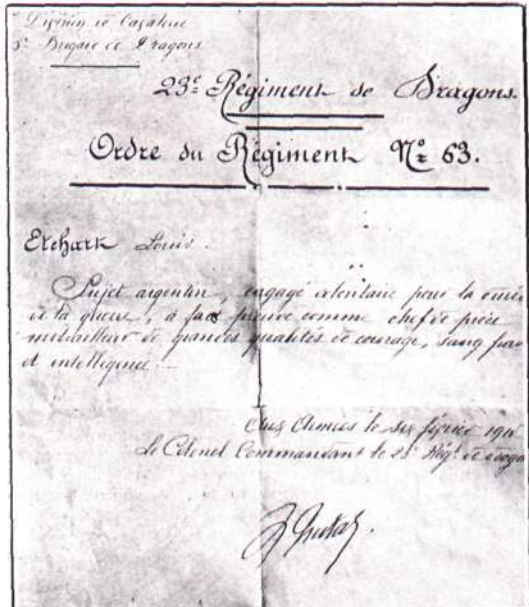 Division de Cavalerie
5e Brigade de Dragons
23e Régiment de Dragons.
Ordre du Régiment No 63.
Etchart Louis.
Sujet argentin, engagé volontaire pour la durée
de la guerre, a fait preuve comme chef de pièce
mitrailleur de grandes qualités de courage, sang froid
et intelligence.
Aux Armées le six février
Le Colonel Commandant le 23e Régt de dragons